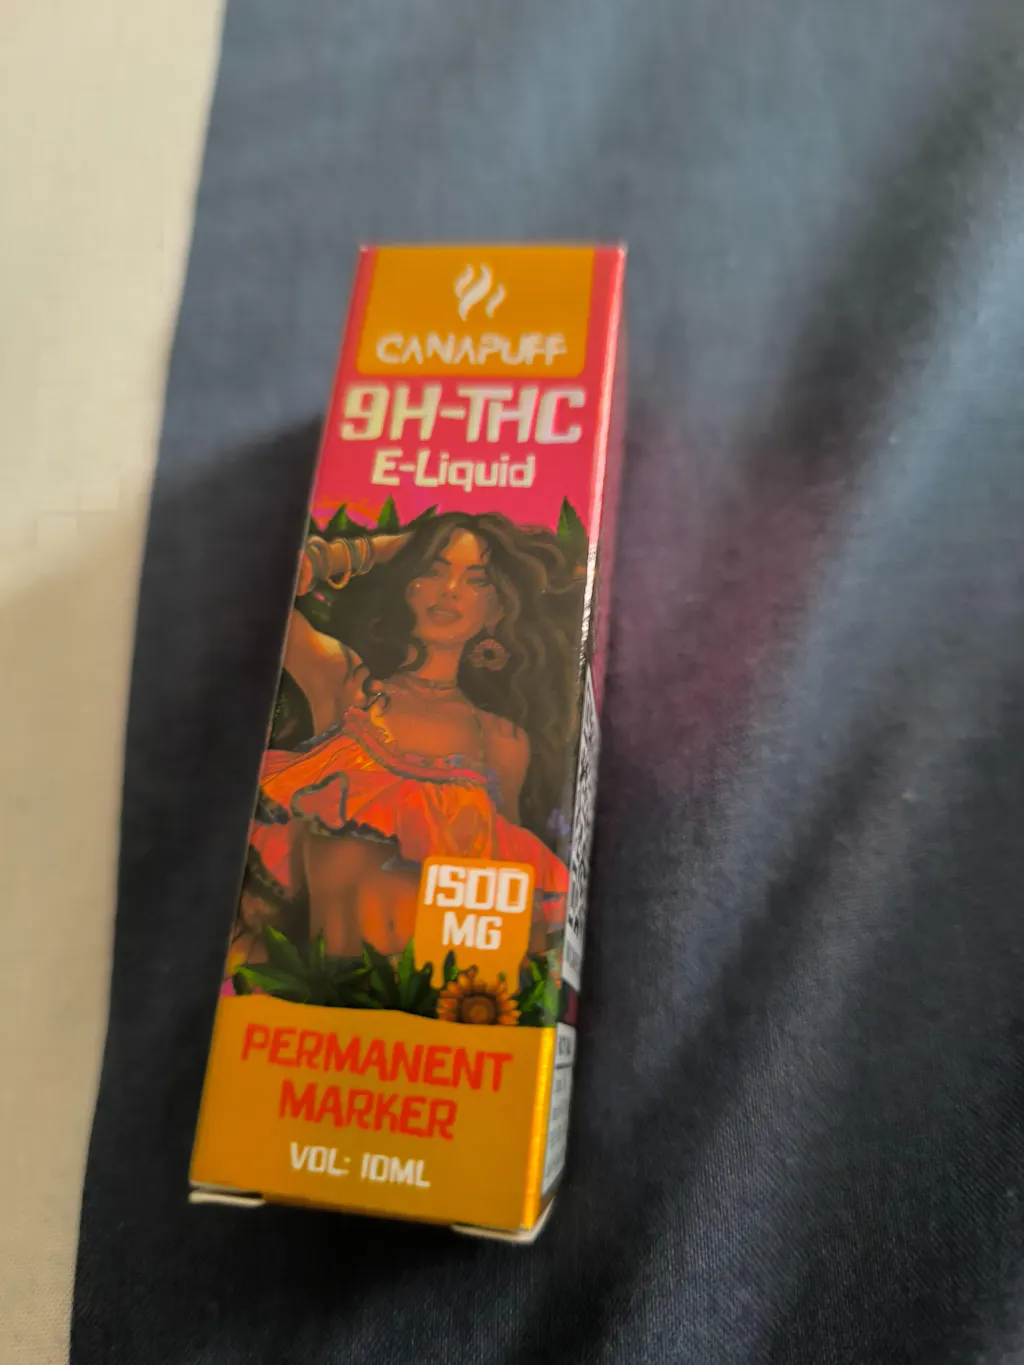 CANAPUFF
9H-THC
E-Liquid
1500
MG
PERMANENT
MARKER
VOL: 10ML